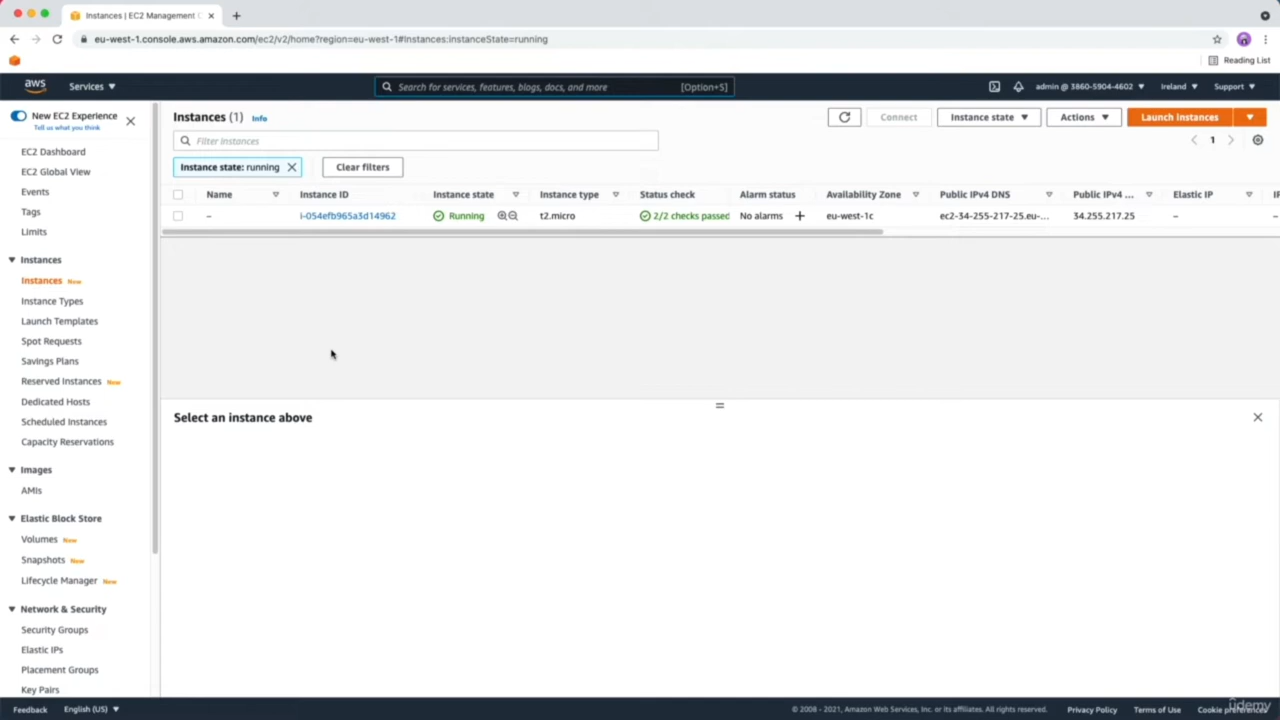 Instances | EC2 Management C
eu-west-1.console.aws.amazon.com/ec2/v2/home?region=eu-west-1#Instances:instanceState=running
Reading List
aws Services Search for services, features, blogs, docs, and more [Option+S] admin @ 3860-5904-4602 Ireland Support
New EC2 Experience
Tell us what you think
EC2 Dashboard
EC2 Global View
Events
Tags
Limits
Instances
Instances New
Instance Types
Launch Templates
Spot Requests
Savings Plans
Reserved Instances New
Dedicated Hosts
Scheduled Instances
Capacity Reservations
Images
AMIs
Elastic Block Store
Volumes New
Snapshots New
Lifecycle Manager New
Network & Security
Security Groups
Elastic IPs
Placement Groups
Key Pairs
Instances (1) Info Connect Instance state Actions Launch instances
Filter instances 1
Instance state: running Clear filters
Name Instance ID Instance state Instance type Status check Alarm status Availability Zone Public IPv4 DNS Public IPv4 ... Elastic IP
– i-054efb965a3d14962 Running t2.micro 2/2 checks passed No alarms + eu-west-1c ec2-34-255-217-25.eu-... 34.255.217.25 – –
Select an instance above
Feedback English (US) © 2008 - 2021, Amazon Web Services, Inc. or its affiliates. All rights reserved. Privacy Policy Terms of Use Cookie preferences
udemy